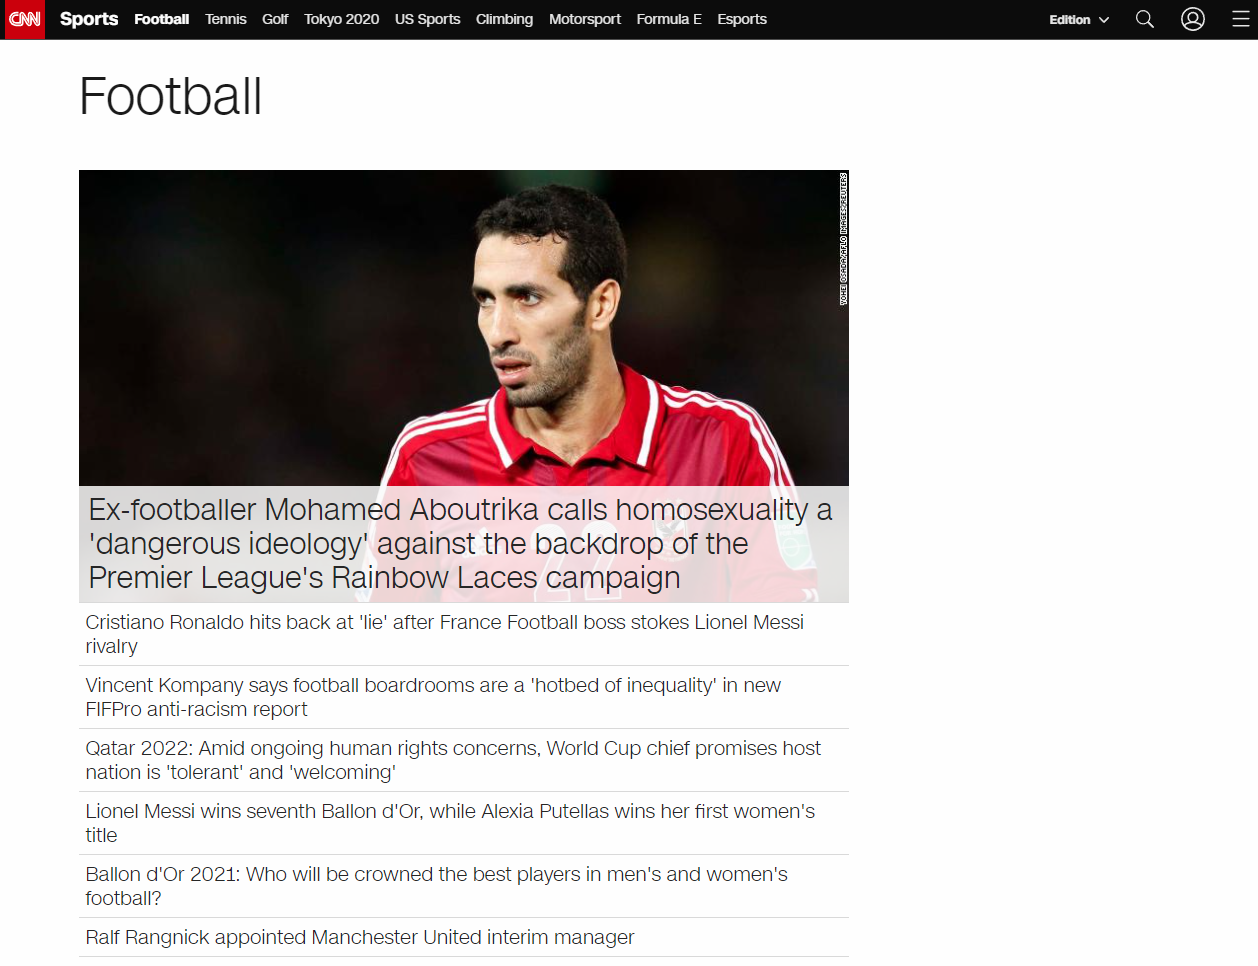 CNN Sports Football Tennis Golf Tokyo 2020 US Sports Climbing Motorsport Formula E Esports Edition
Football
YOHEI OSADA/AFLO IMAGES/REUTERS
Ex-footballer Mohamed Aboutrika calls homosexuality a
'dangerous ideology' against the backdrop of the
Premier League's Rainbow Laces campaign
Cristiano Ronaldo hits back at 'lie' after France Football boss stokes Lionel Messi
rivalry
Vincent Kompany says football boardrooms are a 'hotbed of inequality' in new
FIFPro anti-racism report
Qatar 2022: Amid ongoing human rights concerns, World Cup chief promises host
nation is 'tolerant' and 'welcoming'
Lionel Messi wins seventh Ballon d'Or, while Alexia Putellas wins her first women's
title
Ballon d'Or 2021: Who will be crowned the best players in men's and women's
football?
Ralf Rangnick appointed Manchester United interim manager